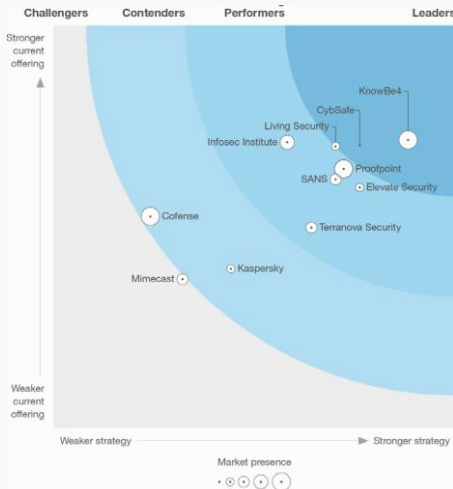 Challengers Contenders Performers Leaders
Stronger
current
offering
KnowBe4
CybSafe
Living Security
Infosec Institute
Proofpoint
SANS
Elevate Security
Cofense
Terranova Security
Kaspersky
Mimecast
Weaker
current
offering
Weaker strategy Stronger strategy
Market presence